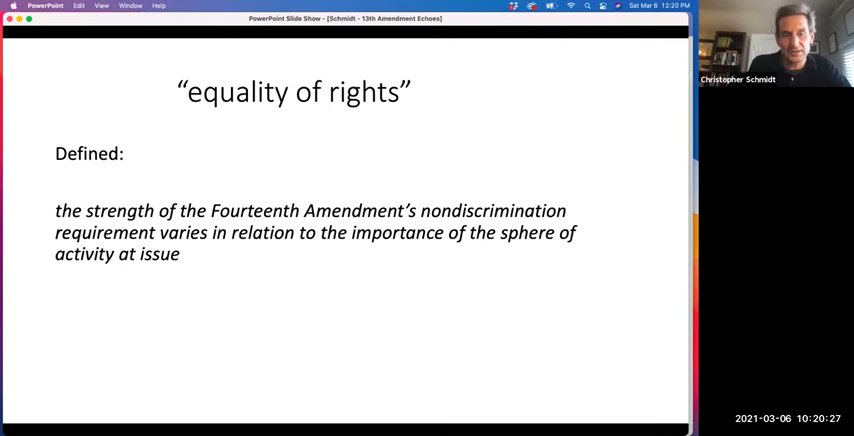 PowerPoint Edit View Window Help
Sat Mar 6 12:20 PM
PowerPoint Slide Show - [Schmidt - 13th Amendment Echoes]
Christopher Schmidt
“equality of rights”
Defined:
the strength of the Fourteenth Amendment’s nondiscrimination
requirement varies in relation to the importance of the sphere of
activity at issue
2021-03-06 10:20:27